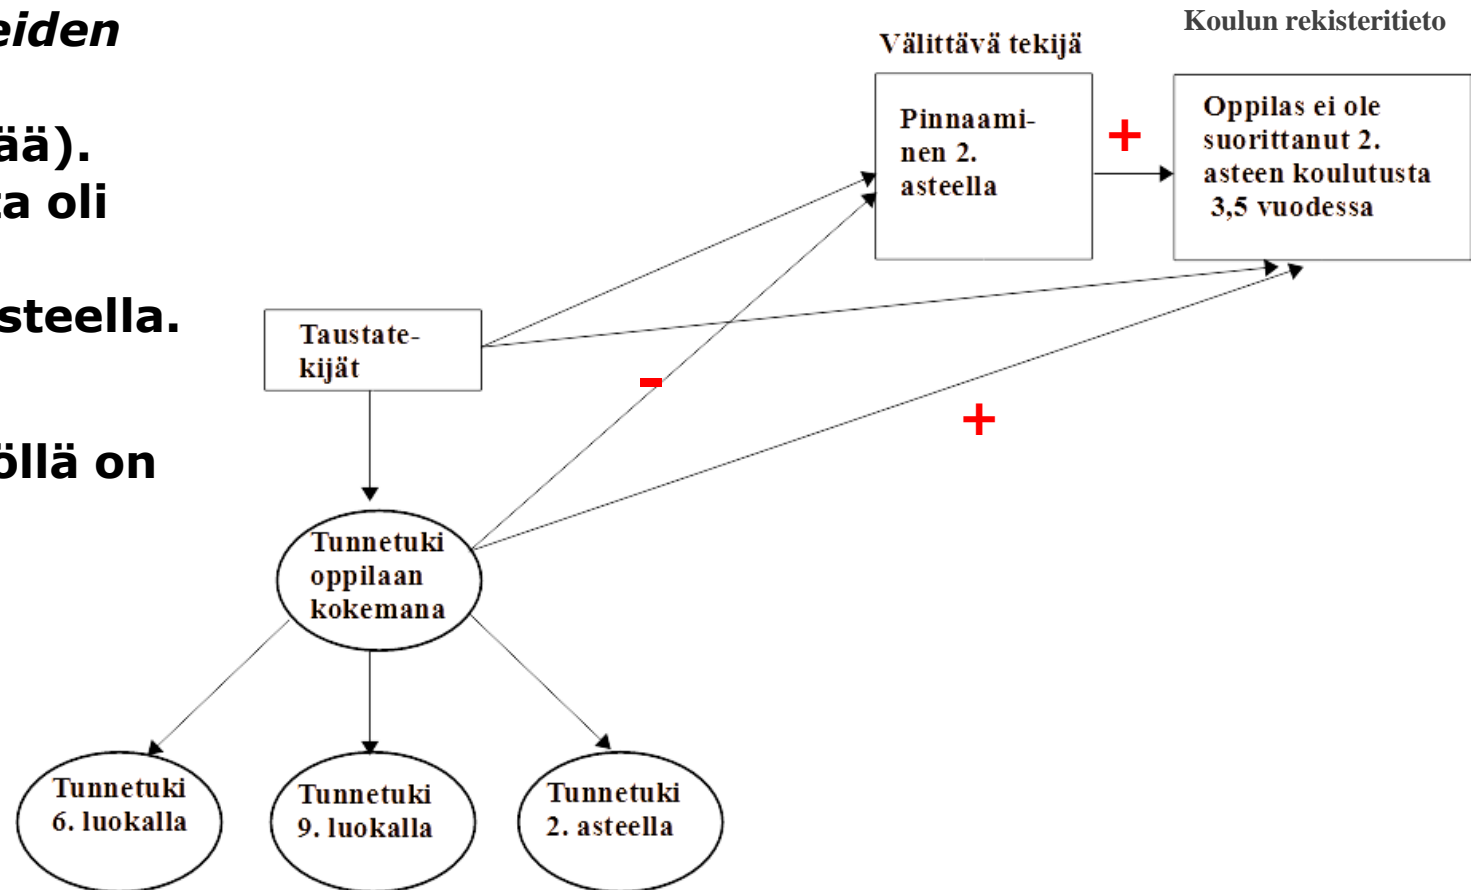 eiden
ää).
ta oli
steella.
öllä on
Koulun rekisteritieto
Välittävä tekijä
Pinnaami-
nen 2.
asteella
+
Oppilas ei ole
suorittanut 2.
asteen koulutusta
3,5 vuodessa
Taustate-
kijät
-
+
Tunnetuki
oppilaan
kokemana
Tunnetuki
6. luokalla
Tunnetuki
9. luokalla
Tunnetuki
2. asteella